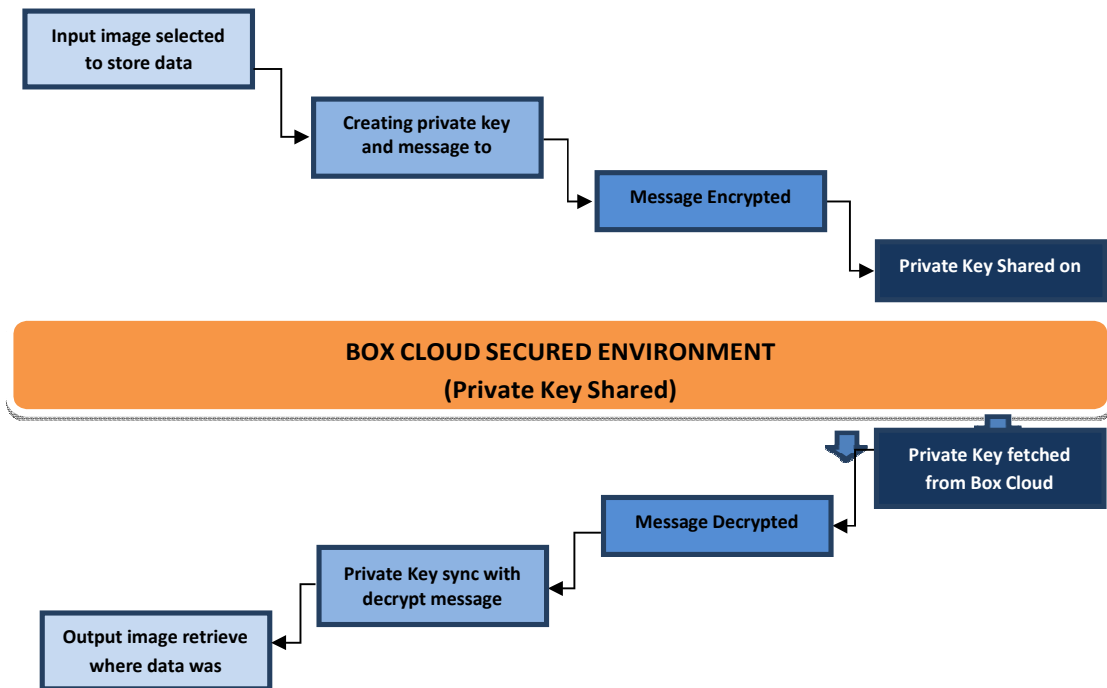 Input image selected
to store data
Creating private key
and message to
Message Encrypted
Private Key Shared on
BOX CLOUD SECURED ENVIRONMENT
(Private Key Shared)
Private Key fetched
from Box Cloud
Message Decrypted
Private Key sync with
decrypt message
Output image retrieve
where data was